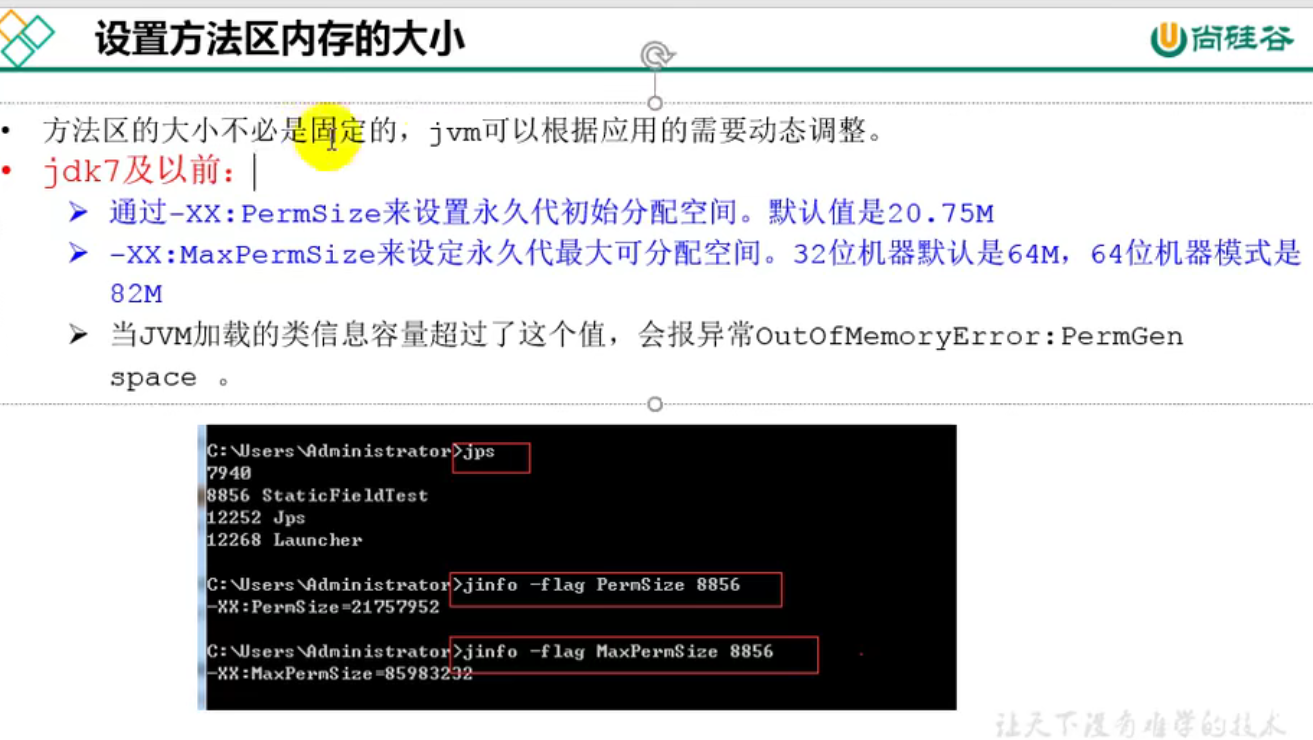 设置方法区内存的大小
尚硅谷
• 方法区的大小不必是固定的，jvm可以根据应用的需要动态调整。
• jdk7及以前：
➢ 通过-XX:PermSize来设置永久代初始分配空间。默认值是20.75M
➢ -XX:MaxPermSize来设定永久代最大可分配空间。32位机器默认是64M，64位机器模式是
82M
➢ 当JVM加载的类信息容量超过了这个值，会报异常OutOfMemoryError:PermGen
space 。
C:\Users\Administrator>jps
7940
8856 StaticFieldTest
12252 Jps
12268 Launcher
C:\Users\Administrator>jinfo -flag PermSize 8856
-XX:PermSize=21757952
C:\Users\Administrator>jinfo -flag MaxPermSize 8856
-XX:MaxPermSize=85983232
让天下没有难学的技术